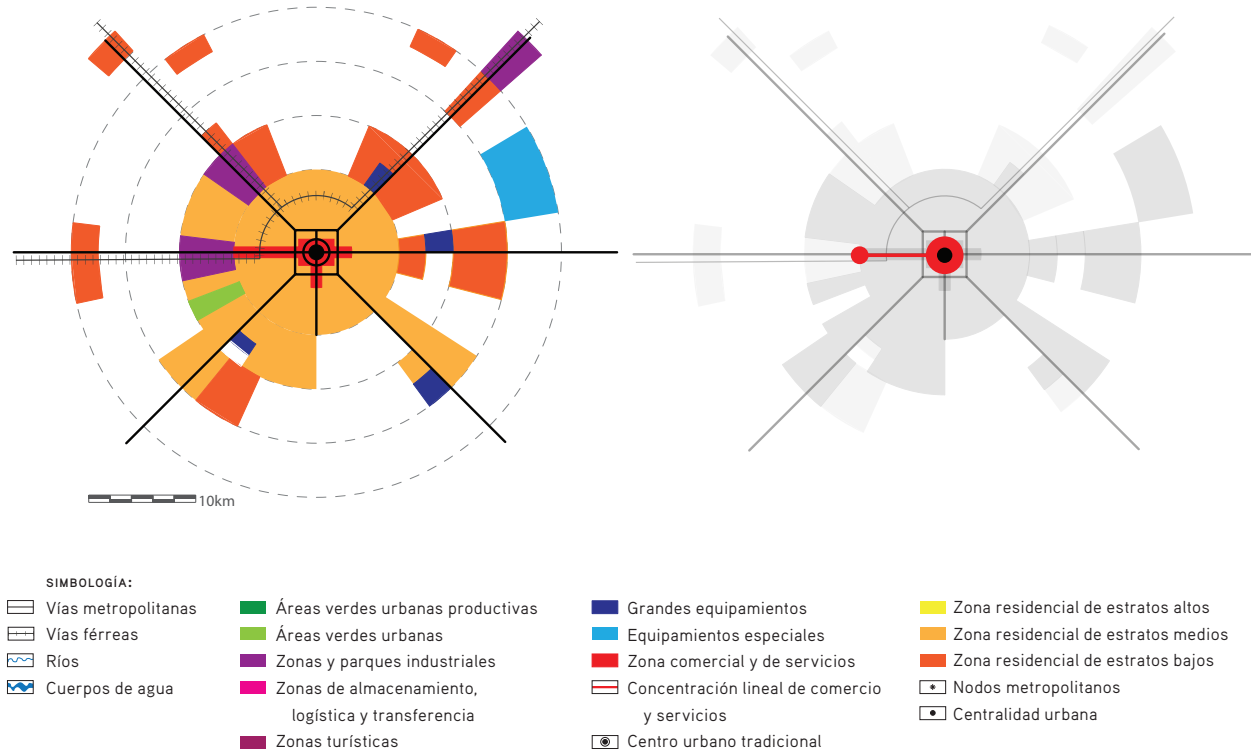 10km
SIMBOLOGÍA:
Vías metropolitanas
Vías férreas
Ríos
Cuerpos de agua
Áreas verdes urbanas productivas
Áreas verdes urbanas
Zonas y parques industriales
Zonas de almacenamiento,
logística y transferencia
Zonas turísticas
Grandes equipamientos
Equipamientos especiales
Zona comercial y de servicios
Concentración lineal de comercio
y servicios
Centro urbano tradicional
Zona residencial de estratos altos
Zona residencial de estratos medios
Zona residencial de estratos bajos
Nodos metropolitanos
Centralidad urbana